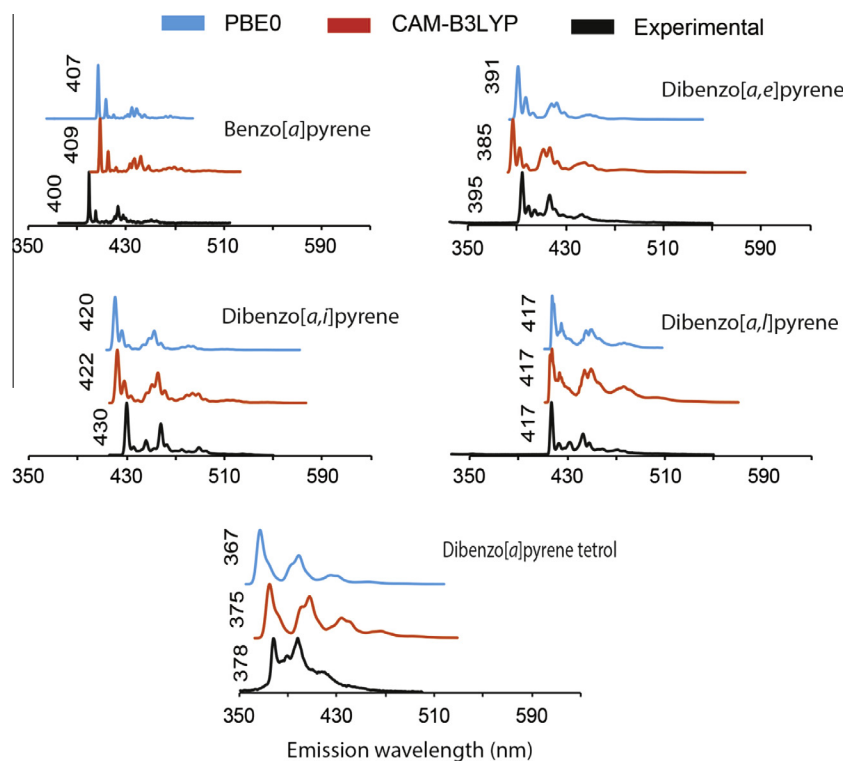 PBE0 CAM-B3LYP Experimental
407
409
400
Benzo[a]pyrene
350 430 510 590
391
385
395
Dibenzo[a,e]pyrene
430 510 590
420
422
430
Dibenzo[a,i]pyrene
350 430 510 590
417
417
417
Dibenzo[a,l]pyrene
430 510 590
367
375
378
Dibenzo[a]pyrene tetrol
350 430 510 590
Emission wavelength (nm)